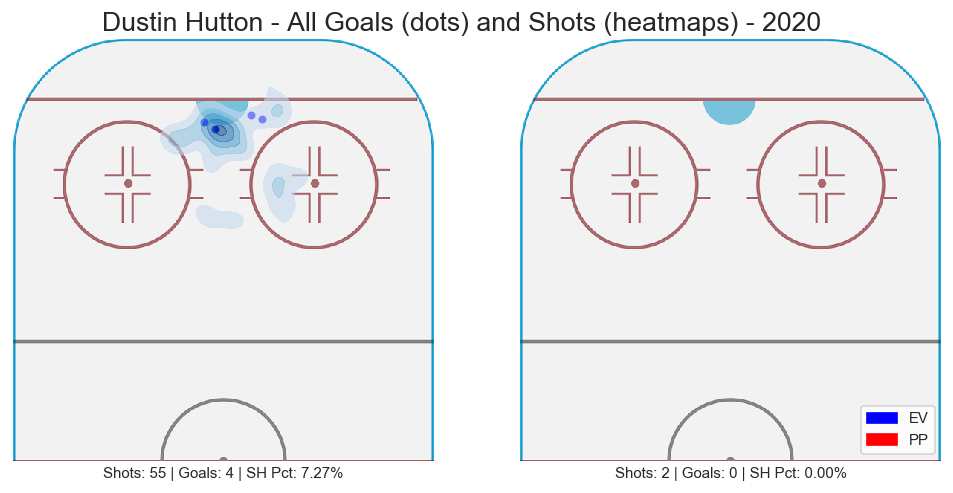 Dustin Hutton - All Goals (dots) and Shots (heatmaps) - 2020
EV
PP
Shots: 55 | Goals: 4 | SH Pct: 7.27%
Shots: 2 | Goals: 0 | SH Pct: 0.00%